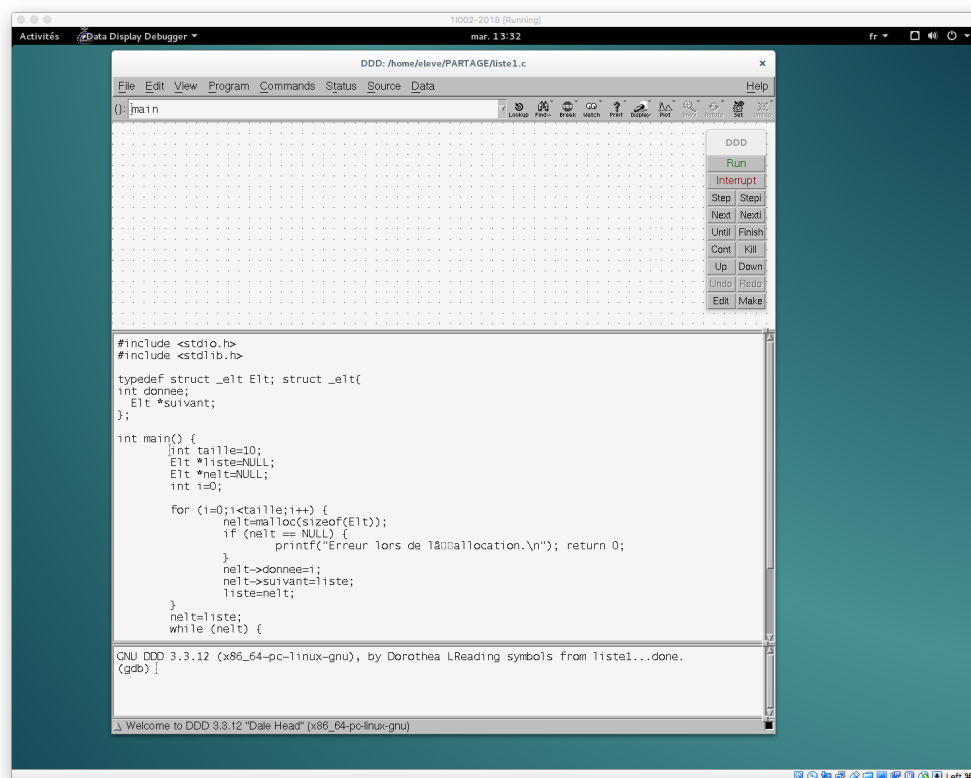 1I002-2018 [Running]
Activités Data Display Debugger mar. 13:32 fr
DDD: /home/eleve/PARTAGE/liste1.c
File Edit View Program Commands Status Source Data Help
(): main Lookup Find» Break Watch Print Display Plot Show Rotate Set Undisp
DDD
Run
Interrupt
Step Stepi
Next Nexti
Until Finish
Cont Kill
Up Down
Undo Redo
Edit Make
#include <stdio.h>
#include <stdlib.h>
typedef struct _elt Elt; struct _elt{
int donnee;
Elt *suivant;
};
int main() {
int taille=10;
Elt *liste=NULL;
Elt *nelt=NULL;
int i=0;
for (i=0;i<taille;i++) {
nelt=malloc(sizeof(Elt));
if (nelt == NULL) {
printf("Erreur lors de lâ▯▯allocation.\n"); return 0;
}
nelt->donnee=i;
nelt->suivant=liste;
liste=nelt;
}
nelt=liste;
while (nelt) {
GNU DDD 3.3.12 (x86_64-pc-linux-gnu), by Dorothea LReading symbols from liste1...done.
(gdb)
Welcome to DDD 3.3.12 "Dale Head" (x86_64-pc-linux-gnu)
Left ⌘